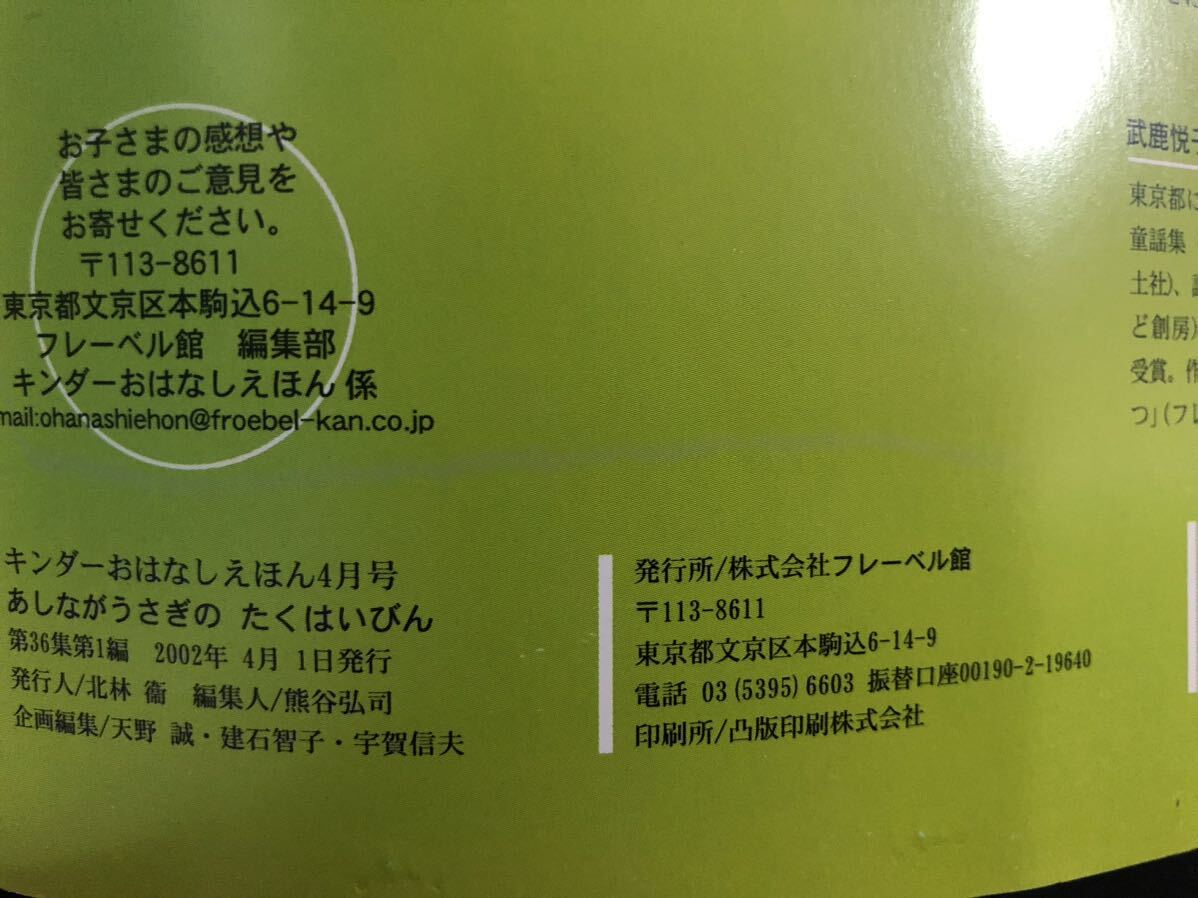 お子さまの感想や
皆さまのご意見を
お寄せください。
〒113-8611
東京都文京区本駒込6-14-9
フレーベル館 編集部
キンダーおはなしえほん 係
mail:ohanashiehon@froebel-kan.co.jp
キンダーおはなしえほん4月号
あしながうさぎの たくはいびん
第36集第1編 2002年 4月 1日発行
発行人/北林 衞 編集人/熊谷弘司
企画編集/天野 誠・建石智子・宇賀信夫
発行所/株式会社フレーベル館
〒113-8611
東京都文京区本駒込6-14-9
電話 03(5395)6603 振替口座00190-2-19640
印刷所/凸版印刷株式会社
武鹿悦
東京都に
童謡集
土社)、
ど創房)
受賞。作
つ」(フレ